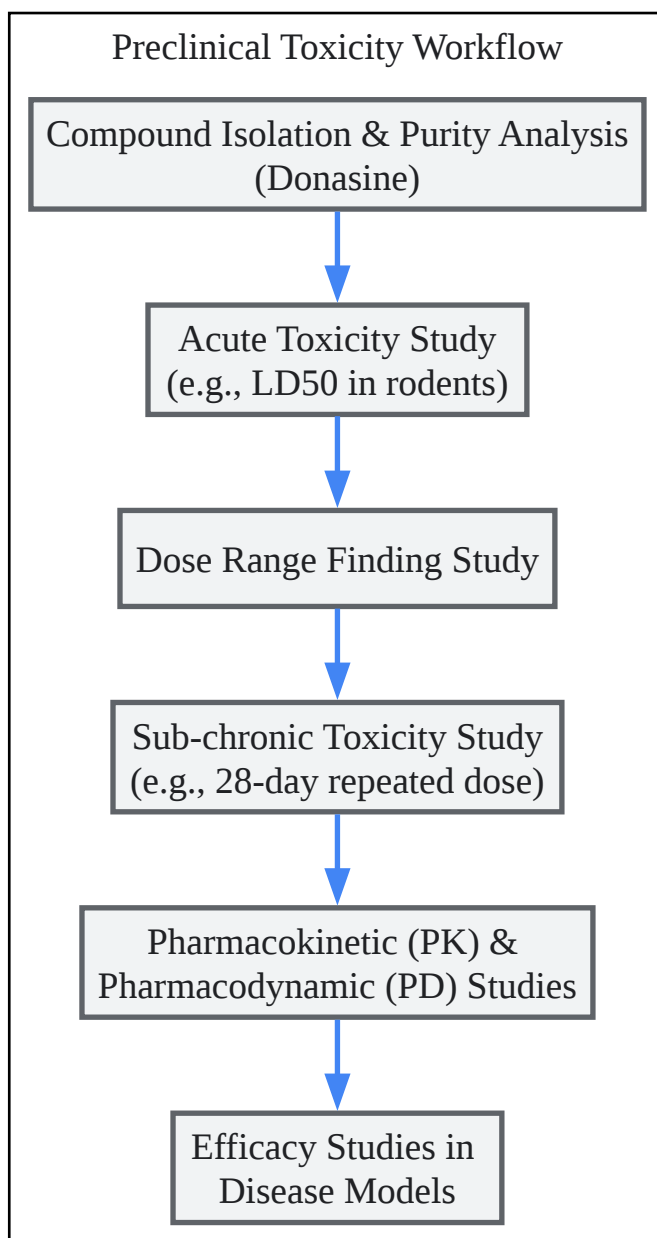 Preclinical Toxicity Workflow
Compound Isolation & Purity Analysis
(Donasine)
Acute Toxicity Study
(e.g., LD50 in rodents)
Dose Range Finding Study
Sub-chronic Toxicity Study
(e.g., 28-day repeated dose)
Pharmacokinetic (PK) &
Pharmacodynamic (PD) Studies
Efficacy Studies in
Disease Models